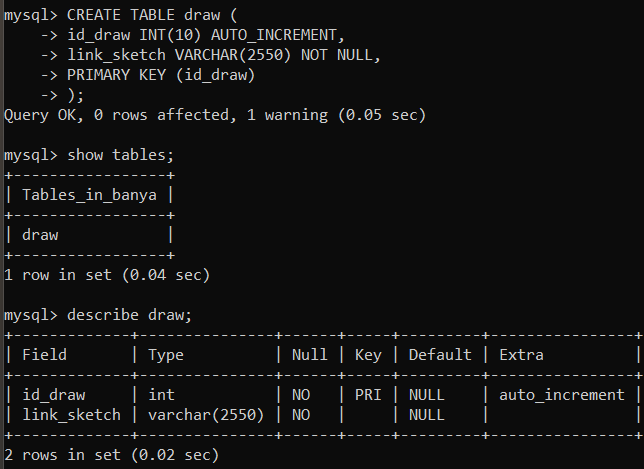 mysql> CREATE TABLE draw (
    -> id_draw INT(10) AUTO_INCREMENT,
    -> link_sketch VARCHAR(2550) NOT NULL,
    -> PRIMARY KEY (id_draw)
    -> );
Query OK, 0 rows affected, 1 warning (0.05 sec)

mysql> show tables;
+-----------------+
| Tables_in_banya |
+-----------------+
| draw            |
+-----------------+
1 row in set (0.04 sec)

mysql> describe draw;
+-------------+---------------+------+-----+---------+----------------+
| Field       | Type          | Null | Key | Default | Extra          |
+-------------+---------------+------+-----+---------+----------------+
| id_draw     | int           | NO   | PRI | NULL    | auto_increment |
| link_sketch | varchar(2550) | NO   |     | NULL    |                |
+-------------+---------------+------+-----+---------+----------------+
2 rows in set (0.02 sec)